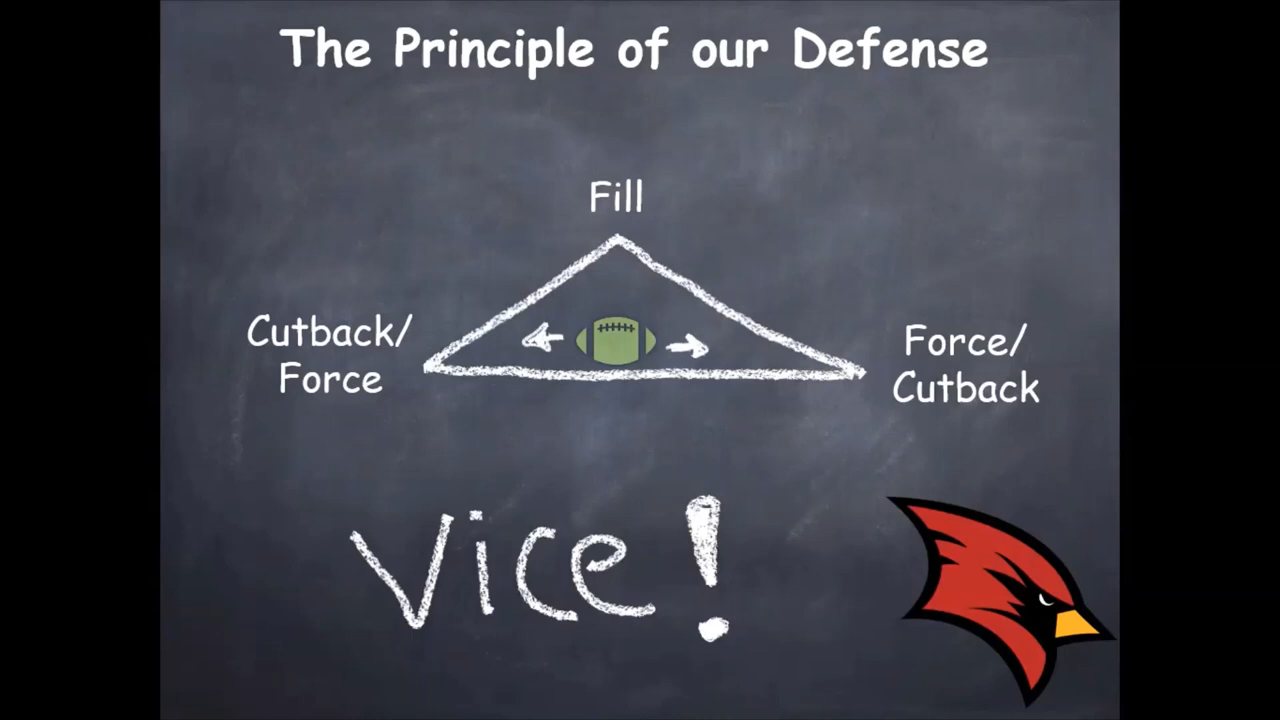 The Principle of our Defense
Fill
Cutback/
Force
Force/
Cutback
Vice!